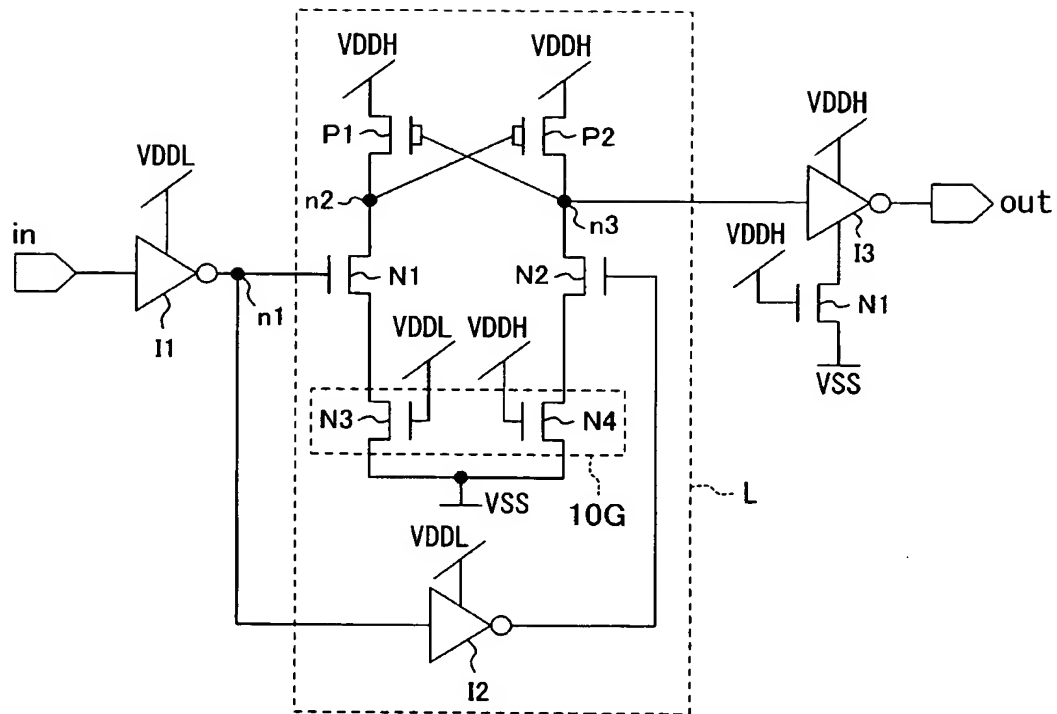 VDDH
VDDH
P1
P2
VDDH
VDDL
in
n2
n3
out
I3
VDDH
N1
N2
n1
I1
N1
VDDL
VDDH
VSS
N3
N4
VSS
10G
L
VDDL
I2